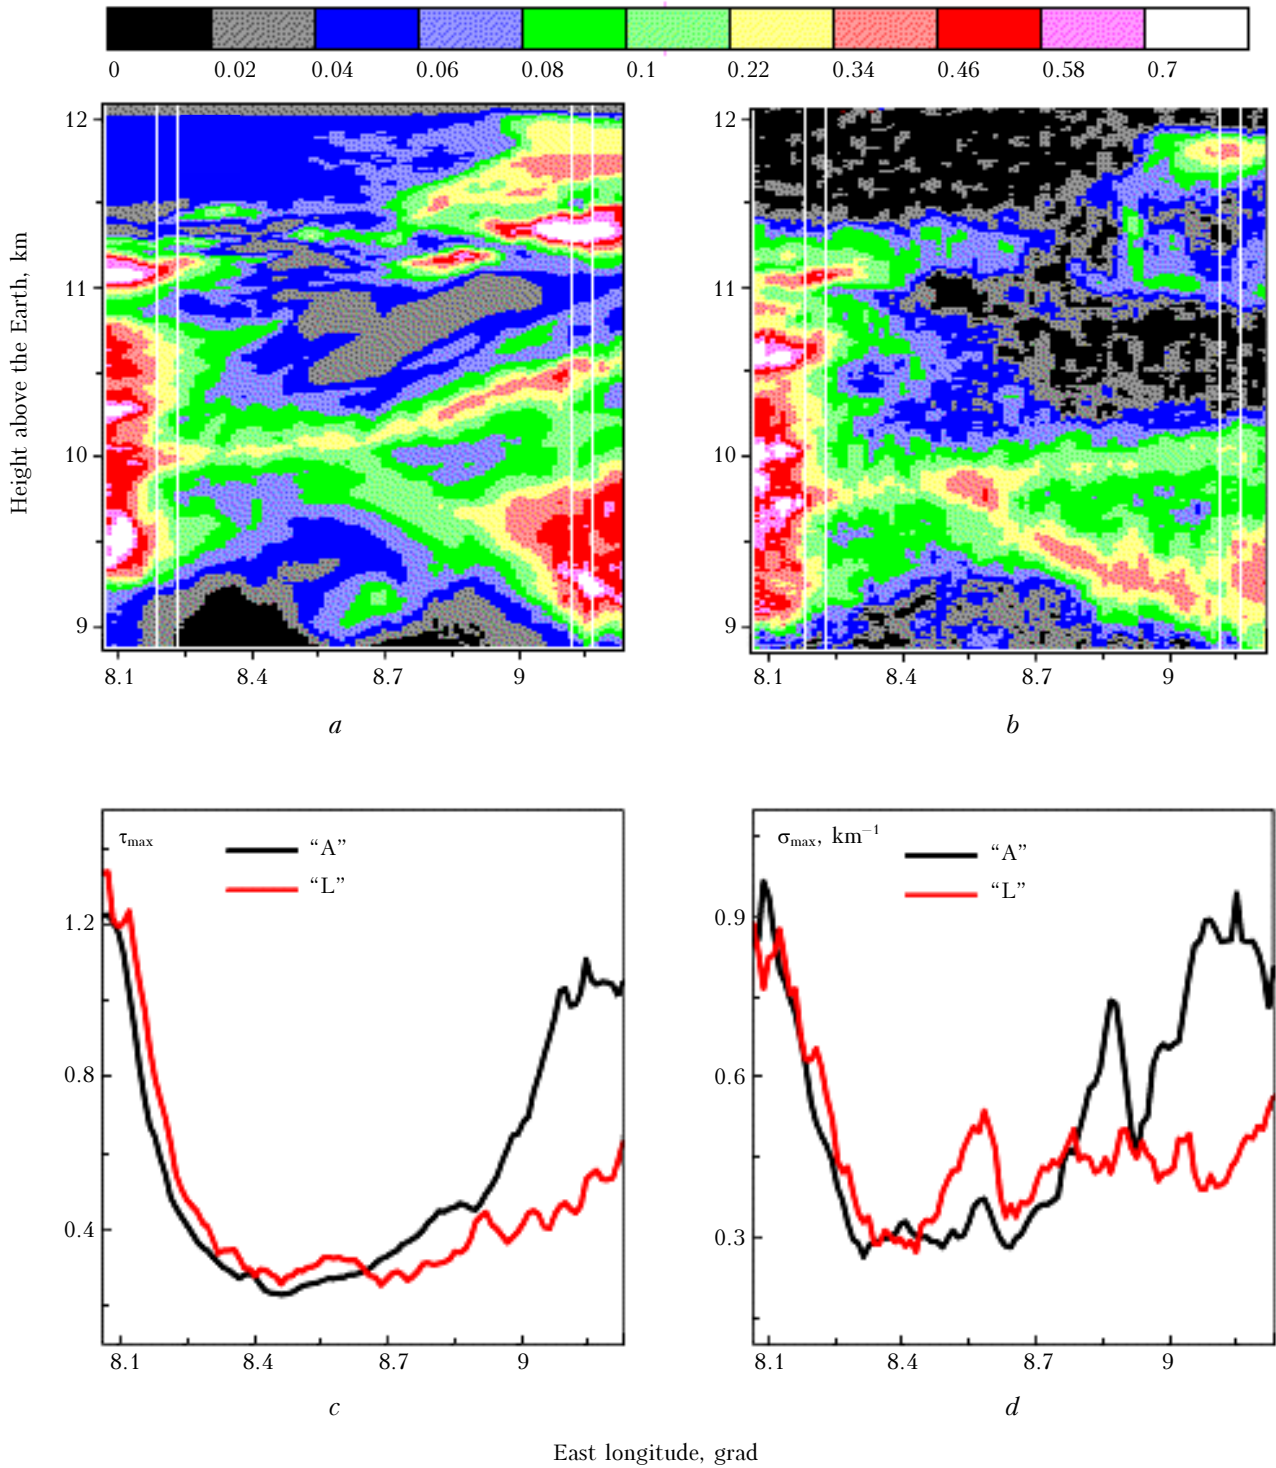 0 0.02 0.04 0.06 0.08 0.1 0.22 0.34 0.46 0.58 0.7
Height above the Earth, km
12
11
10
9
8.1 8.4 8.7 9
a
12
11
10
9
8.1 8.4 8.7 9
b
τmax
“A”
“L”
1.2
0.8
0.4
8.1 8.4 8.7 9
c
σmax, km⁻¹
“A”
“L”
0.9
0.6
0.3
8.1 8.4 8.7 9
d
East longitude, grad